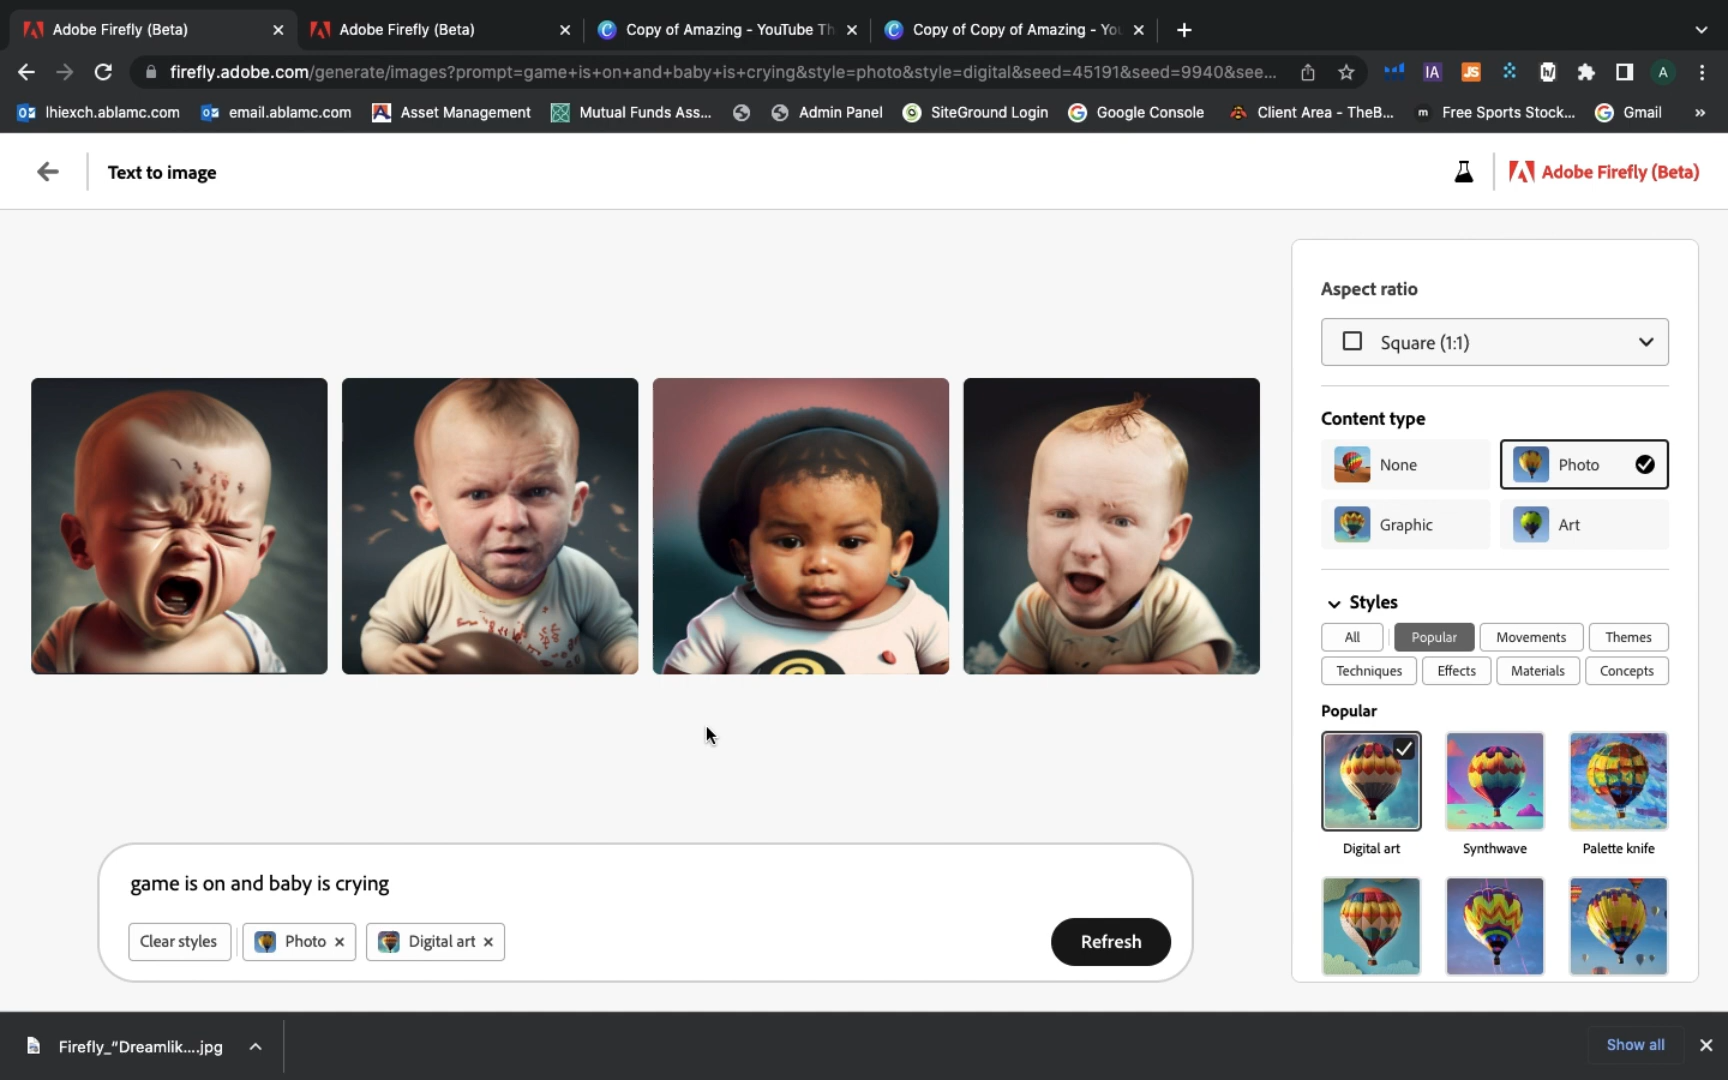 Adobe Firefly (Beta)
Adobe Firefly (Beta)
Copy of Amazing - YouTube Th
Copy of Copy of Amazing - You
firefly.adobe.com/generate/images?prompt=game+is+on+and+baby+is+crying&style=photo&style=digital&seed=45191&seed=9940&see...
IA
JS
h/
A
lhiexch.ablamc.com
email.ablamc.com
Asset Management
Mutual Funds Ass...
Admin Panel
SiteGround Login
Google Console
Client Area - TheB...
m
Free Sports Stock...
Gmail
»
Text to image
Adobe Firefly (Beta)
Aspect ratio
Square (1:1)
Content type
None
Photo
Graphic
Art
Styles
All
Popular
Movements
Themes
Techniques
Effects
Materials
Concepts
Popular
Digital art
Synthwave
Palette knife
game is on and baby is crying
Clear styles
Photo
Digital art
Refresh
Firefly_"Dreamlik....jpg
Show all